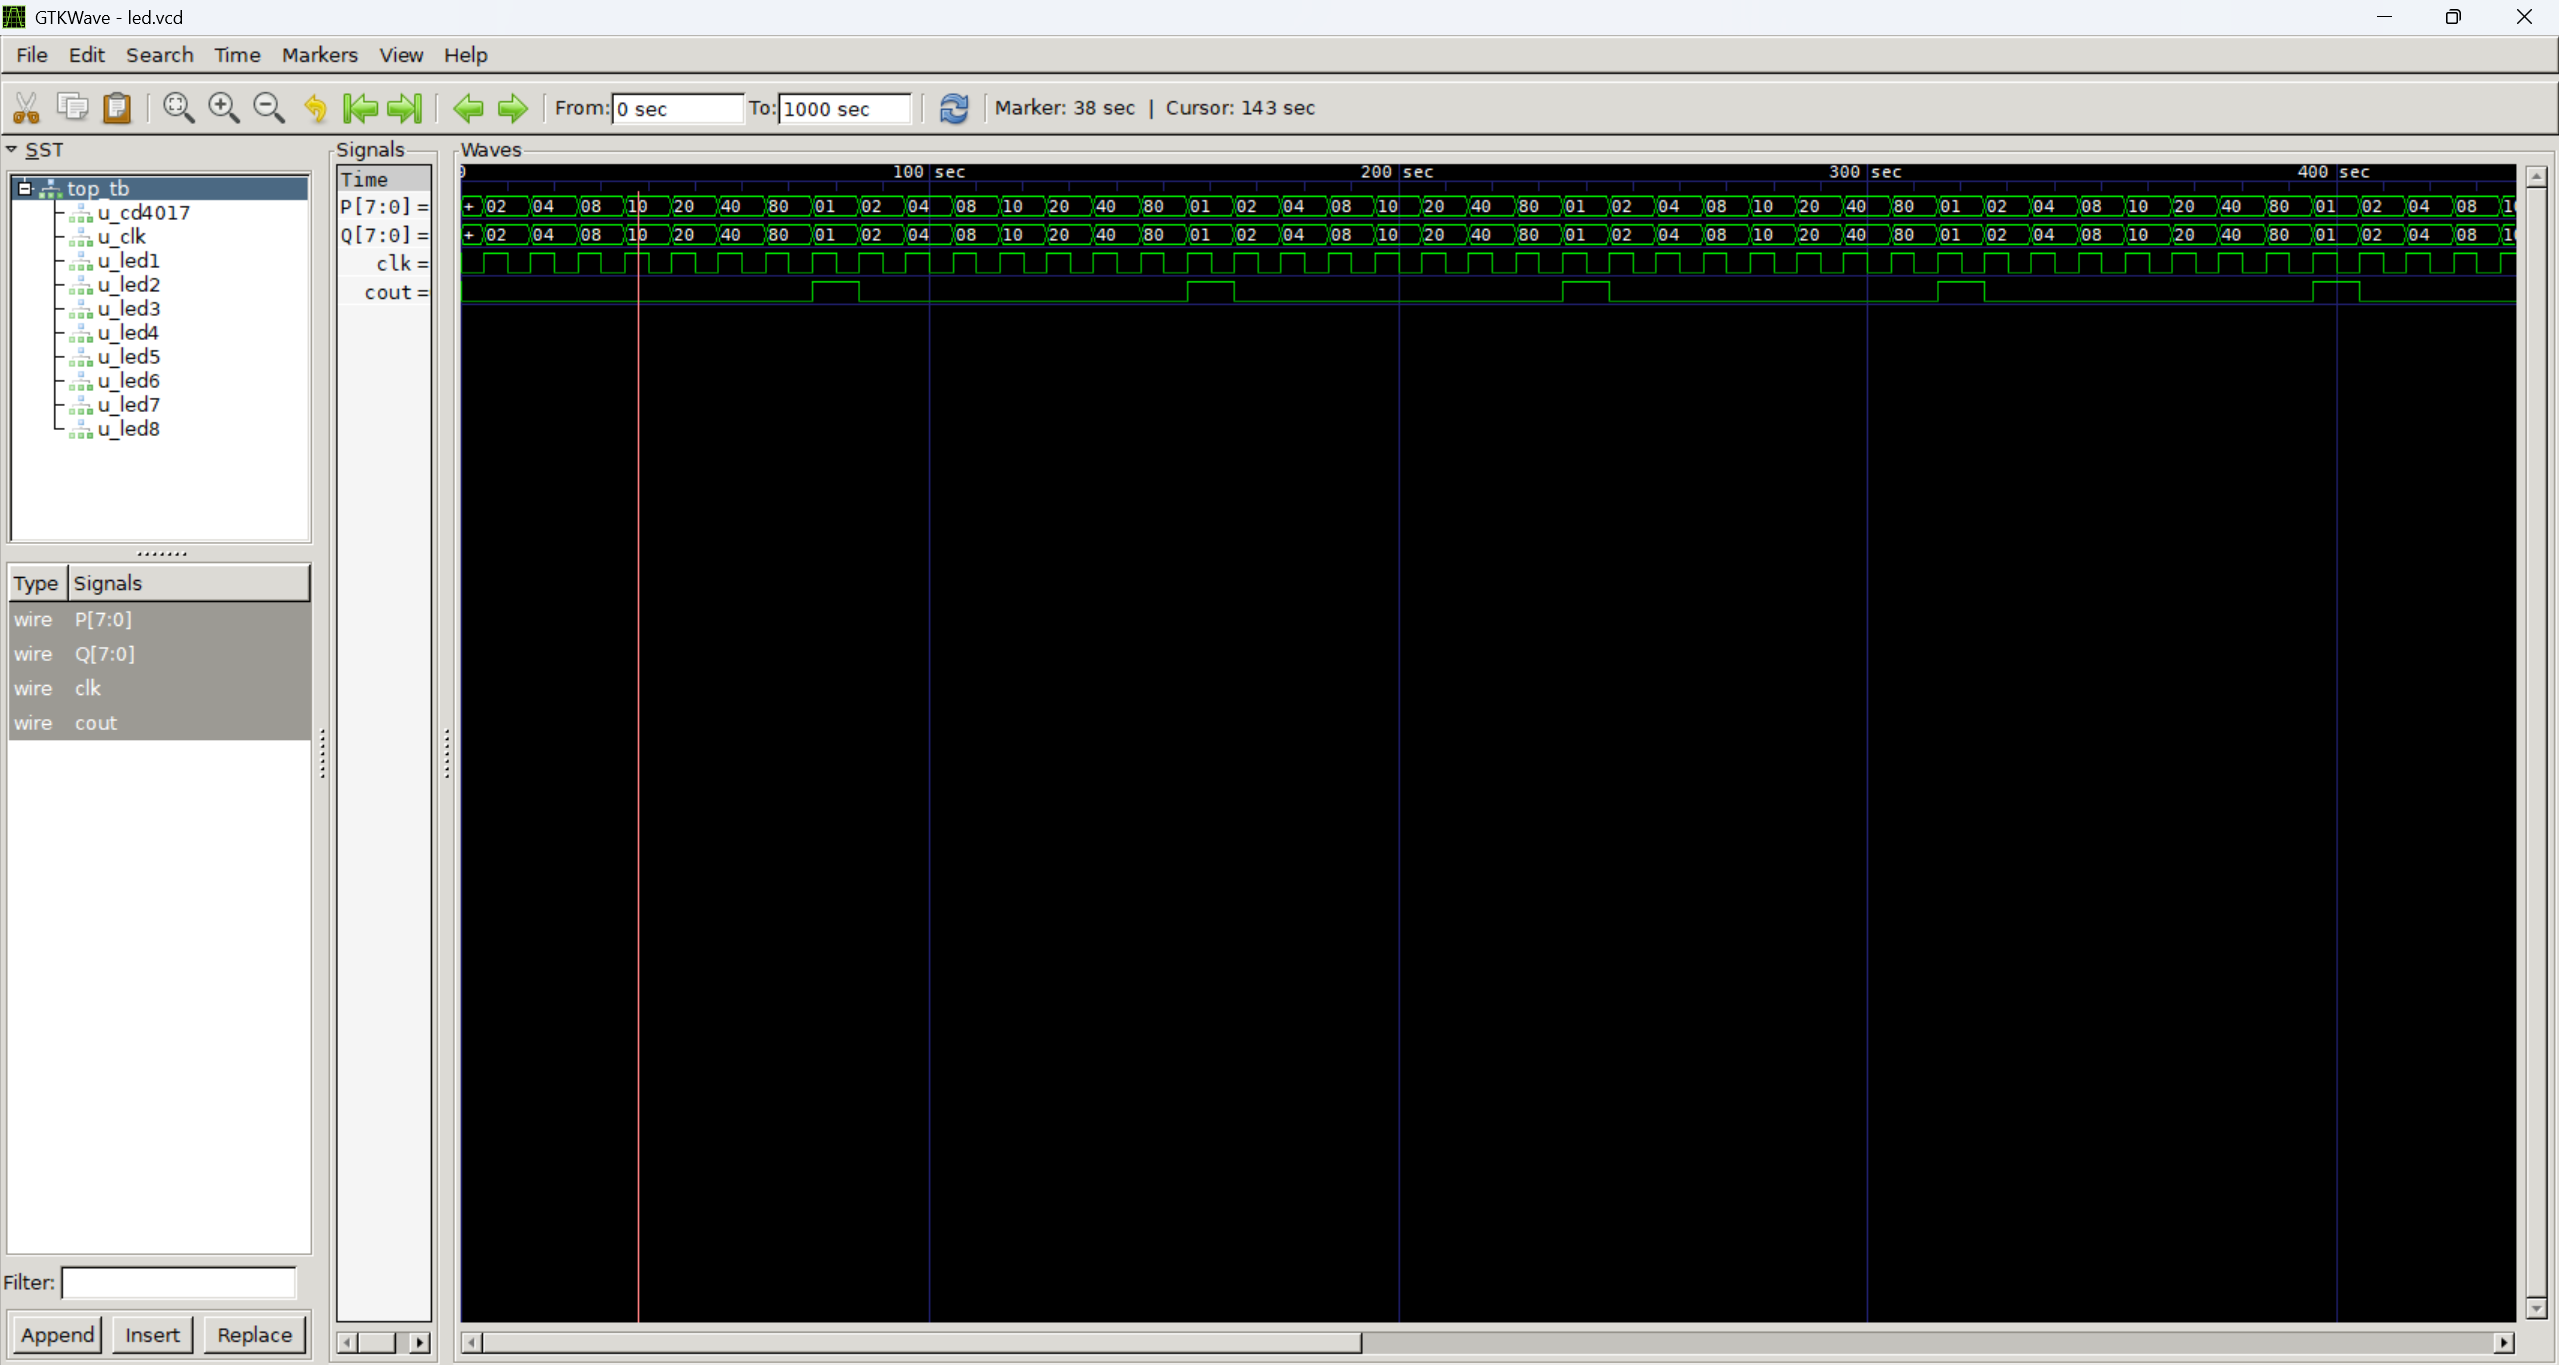 GTKWave - led.vcd
File Edit Search Time Markers View Help
From: 0 sec To: 1000 sec Marker: 38 sec | Cursor: 143 sec
SST
top_tb
u_cd4017
u_clk
u_led1
u_led2
u_led3
u_led4
u_led5
u_led6
u_led7
u_led8
Type Signals
wire P[7:0]
wire Q[7:0]
wire clk
wire cout
Filter:
Append Insert Replace
Signals
Time
P[7:0] =
Q[7:0] =
clk =
cout =
Waves
0 100 sec 200 sec 300 sec 400 sec
+ 02 04 08 10 20 40 80 01 02 04 08 10 20 40 80 01 02 04 08 10 20 40 80 01 02 04 08 10 20 40 80 01 02 04 08 10 20 40 80 01 02 04 08
+ 02 04 08 10 20 40 80 01 02 04 08 10 20 40 80 01 02 04 08 10 20 40 80 01 02 04 08 10 20 40 80 01 02 04 08 10 20 40 80 01 02 04 08